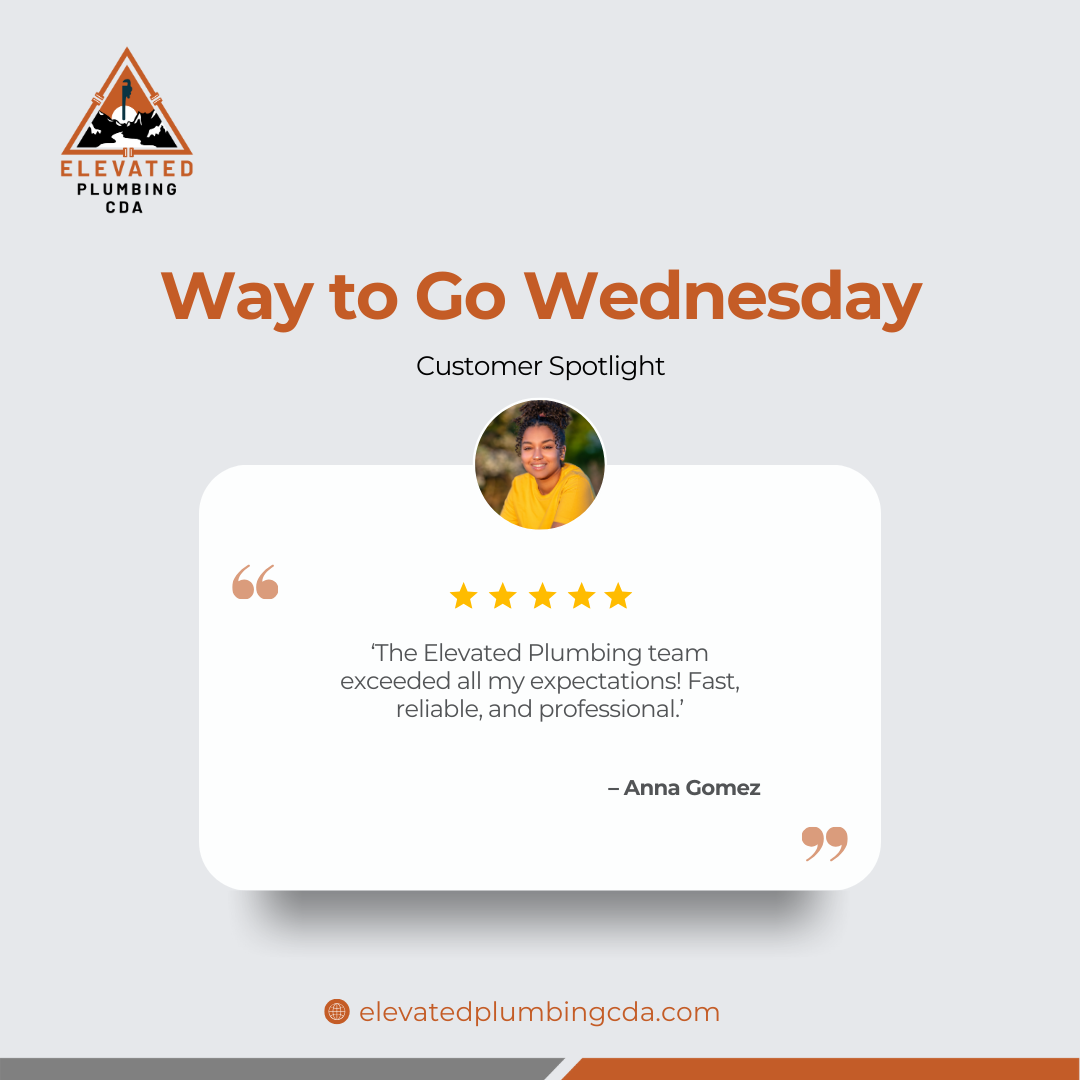 ELEVATED
PLUMBING
CDA
Way to Go Wednesday
Customer Spotlight
“
‘The Elevated Plumbing team
exceeded all my expectations! Fast,
reliable, and professional.’
– Anna Gomez
”
elevatedplumbingcda.com